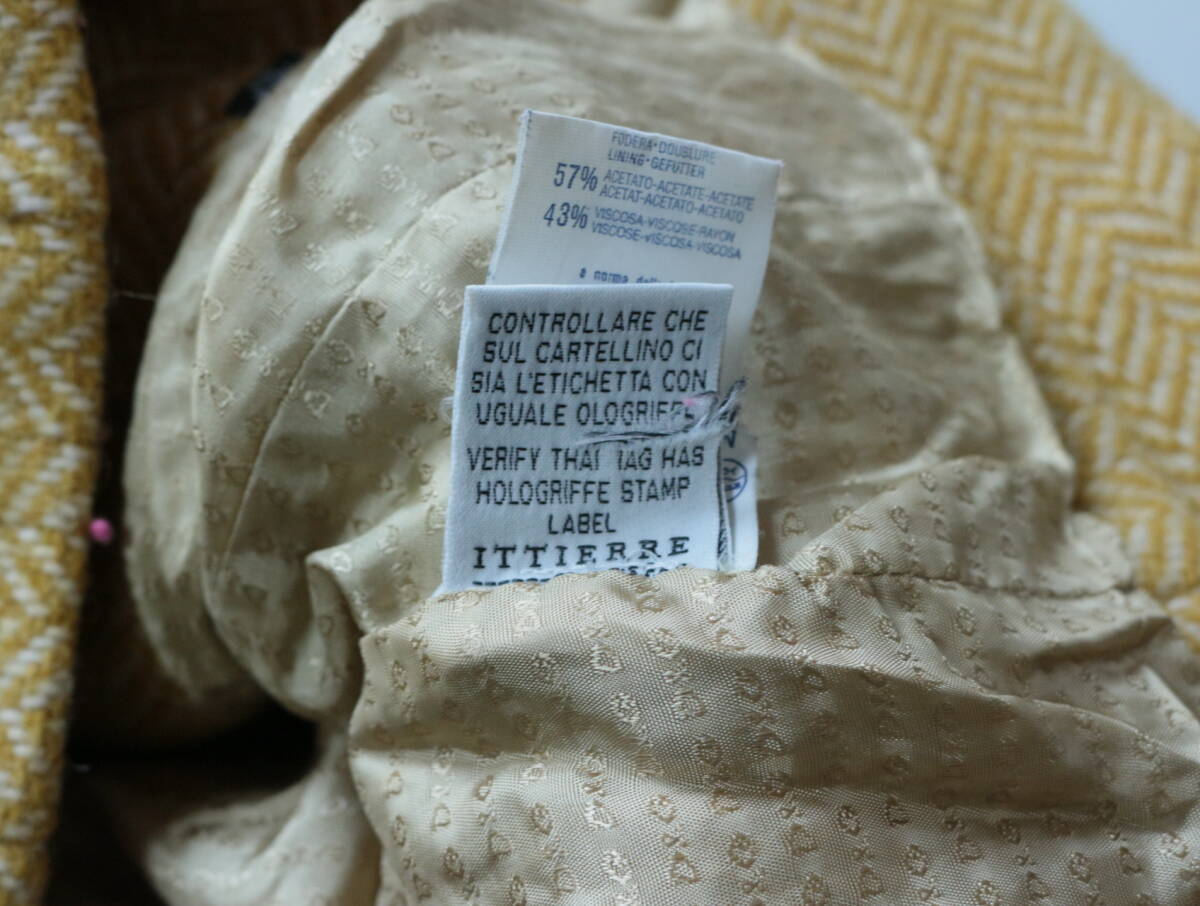 FODERA•DOUBLURE
LINING•GEFUTTER
57% ACETATO-ACETATE-ACETATE
ACETAT-ACETATO-ACETATO
43% VISCOSA-VISCOSE-RAYON
VISCOSE-VISCOSA-VISCOSA
a norma
CONTROLLARE CHE
SUL CARTELLINO CI
SIA L'ETICHETTA CON
UGUALE OLOGRIFFE
VERIFY THAT TAG HAS
HOLOGRIFFE STAMP
LABEL
ITTIERRE